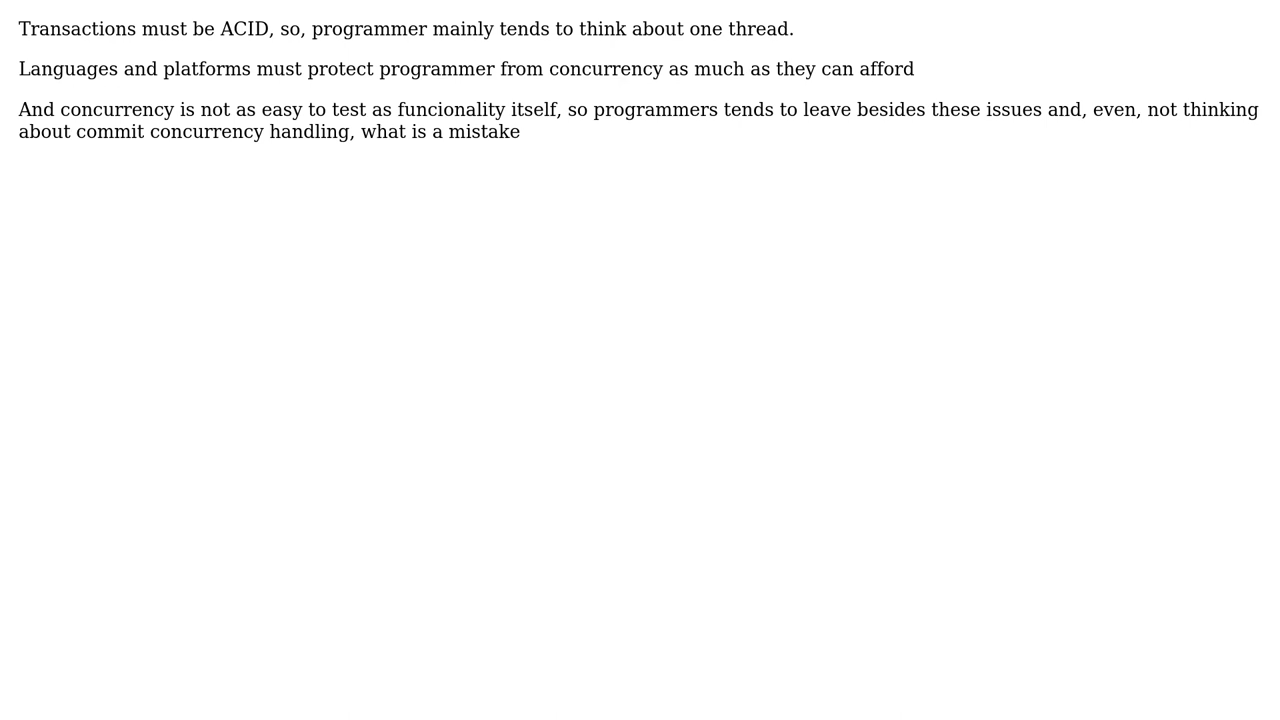 Transactions must be ACID, so, programmer mainly tends to think about one thread.
Languages and platforms must protect programmer from concurrency as much as they can afford
And concurrency is not as easy to test as funcionality itself, so programmers tends to leave besides these issues and, even, not thinking
about commit concurrency handling, what is a mistake